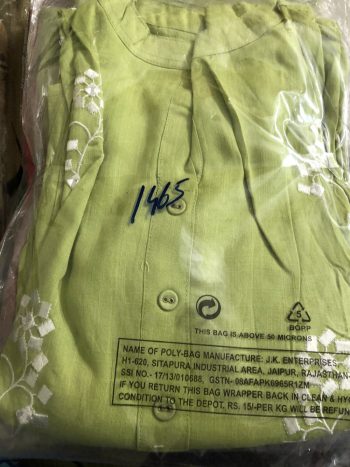 1465
5
BOPP
THIS BAG IS ABOVE 50 MICRONS
NAME OF POLY-BAG MANUFACTURE: J.K. ENTERPRISES
H1-620, SITAPURA INDUSTRIAL AREA, JAIPUR, RAJASTHAN
SSI NO.- 17/13/010688, GSTN- 08AFAPK6965R1ZM
IF YOU RETURN THIS BAG WRAPPER BACK IN CLEAN & HY
CONDITION TO THE DEPOT, RS. 15/-PER KG WILL BE REFUN